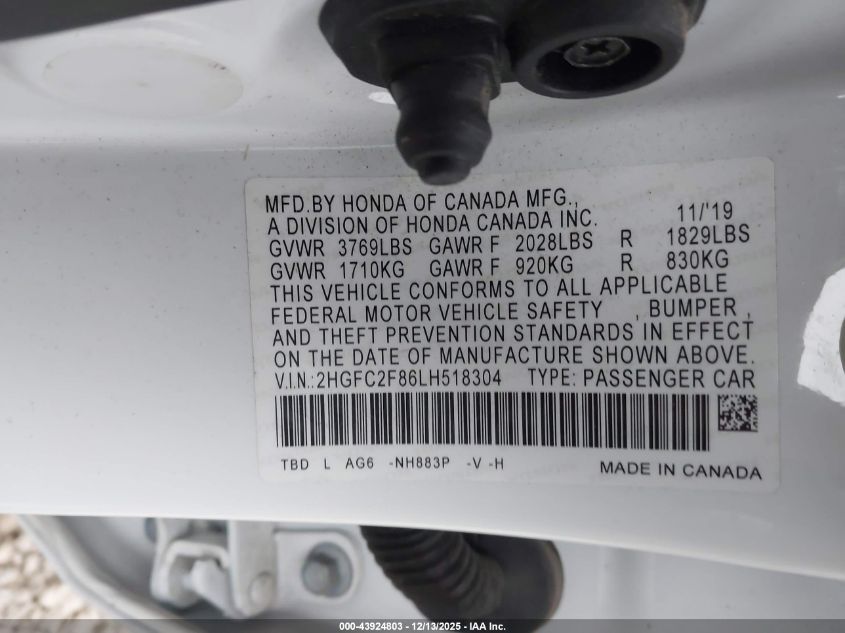 MFD.BY HONDA OF CANADA MFG.,
A DIVISION OF HONDA CANADA INC. 11/'19
GVWR 3769LBS GAWR F 2028LBS R 1829LBS
GVWR 1710KG GAWR F 920KG R 830KG
THIS VEHICLE CONFORMS TO ALL APPLICABLE
FEDERAL MOTOR VEHICLE SAFETY , BUMPER ,
AND THEFT PREVENTION STANDARDS IN EFFECT
ON THE DATE OF MANUFACTURE SHOWN ABOVE.
V.I.N.:2HGFC2F86LH518304 TYPE: PASSENGER CAR
TBD L AG6 -NH883P -V -H MADE IN CANADA
000-43924803 - 12/13/2025 - IAA Inc.